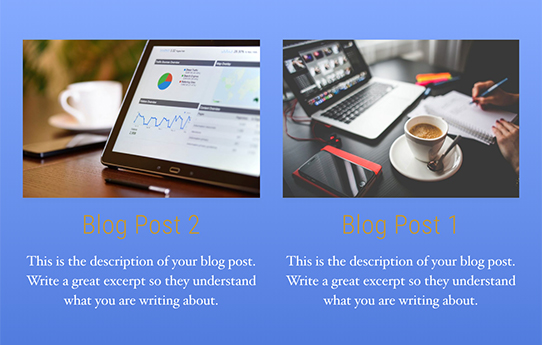 Blog Post 2
This is the description of your blog post.
Write a great excerpt so they understand
what you are writing about.
Blog Post 1
This is the description of your blog post.
Write a great excerpt so they understand
what you are writing about.